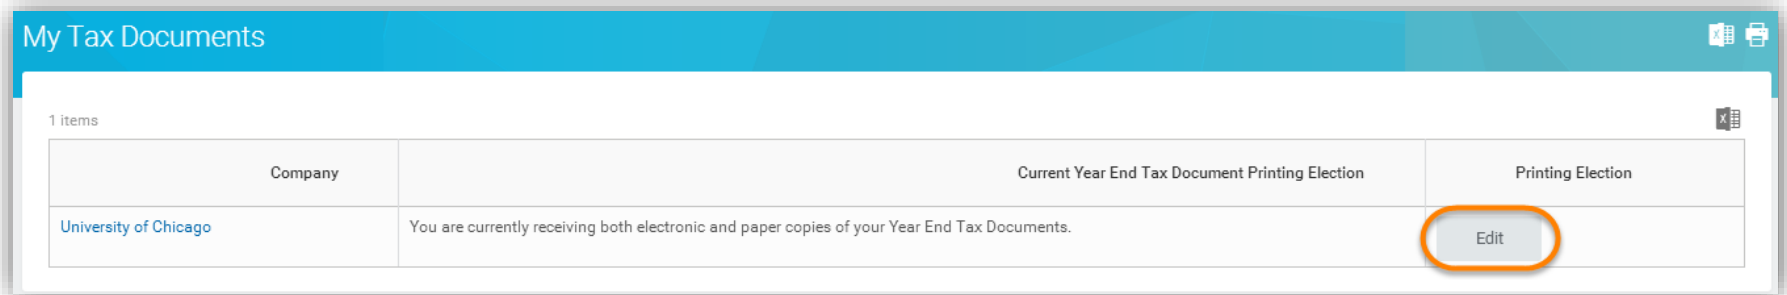 My Tax Documents
1 items
Company
Current Year End Tax Document Printing Election
Printing Election
University of Chicago
You are currently receiving both electronic and paper copies of your Year End Tax Documents.
Edit